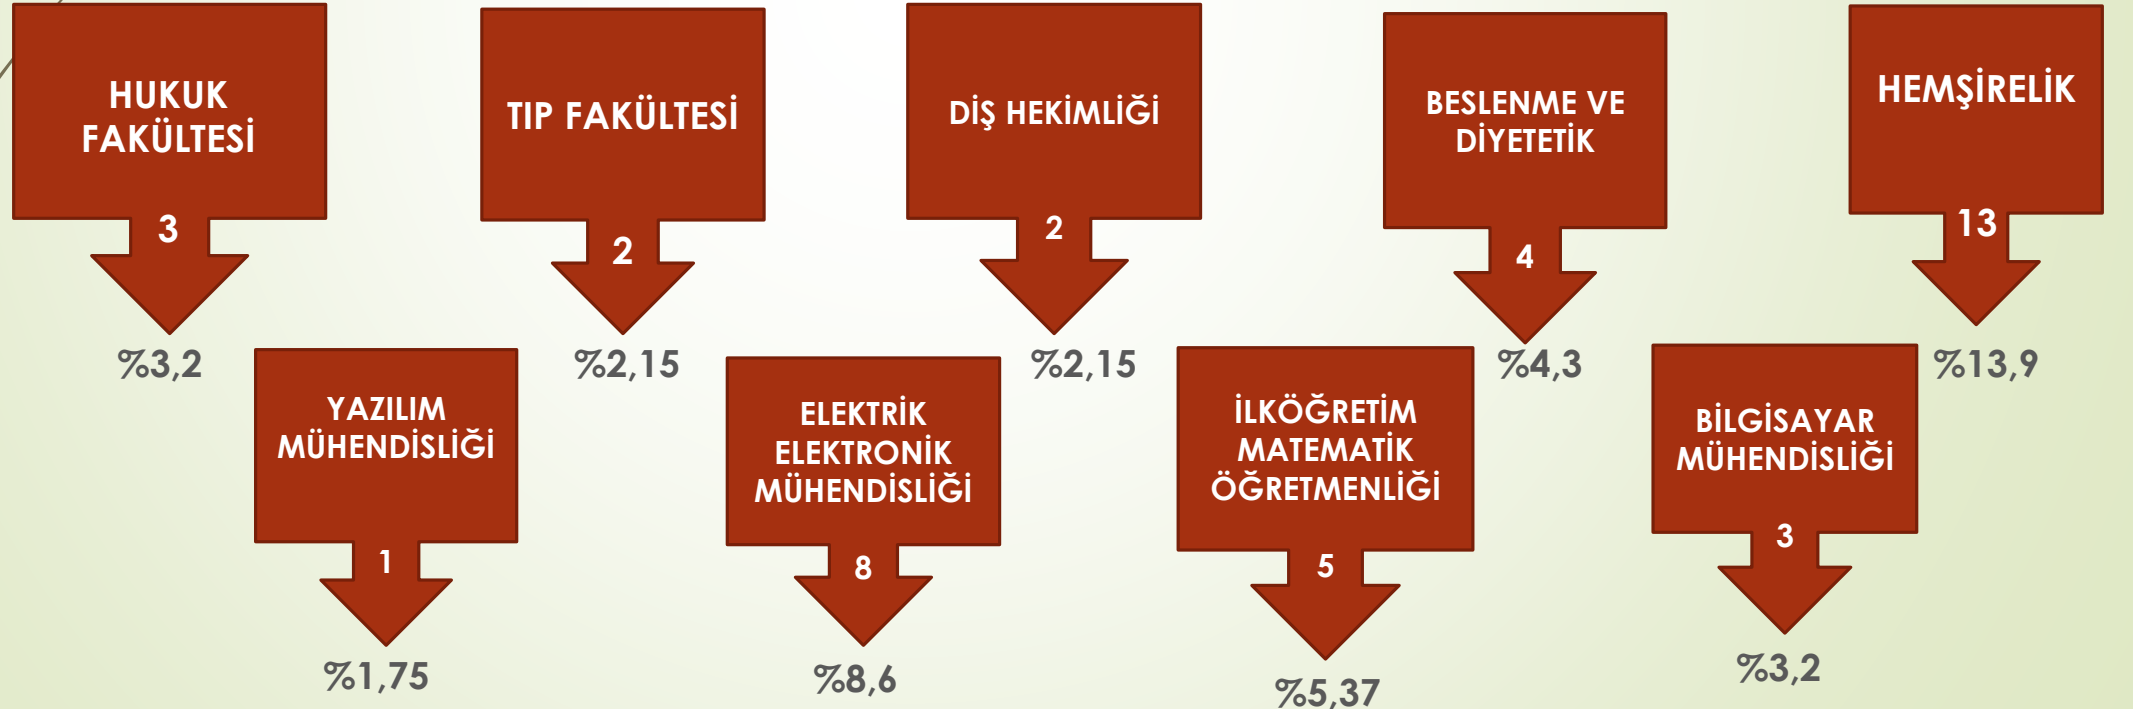 HUKUK
FAKÜLTESİ
3
%3,2
TIP FAKÜLTESİ
2
%2,15
DİŞ HEKİMLİĞİ
2
%2,15
BESLENME VE
DİYETETİK
4
%4,3
HEMŞİRELİK
13
%13,9
YAZILIM
MÜHENDİSLİĞİ
1
%1,75
ELEKTRİK
ELEKTRONİK
MÜHENDİSLİĞİ
8
%8,6
İLKÖĞRETİM
MATEMATİK
ÖĞRETMENLİĞİ
5
%5,37
BİLGİSAYAR
MÜHENDİSLİĞİ
3
%3,2